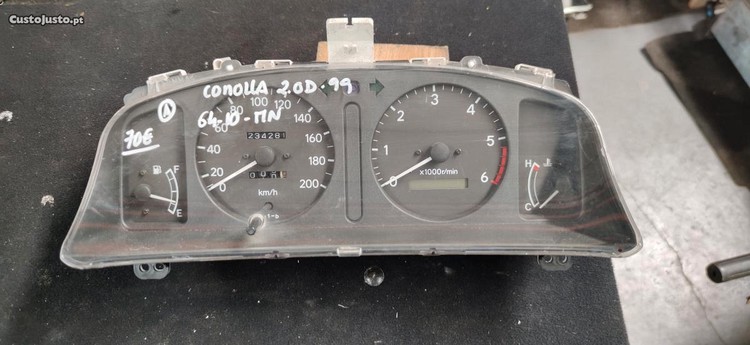 CustoJusto.pt
COROLLA 2.0D 99
64-10-MN
A
70€
F
E
0
20
40
60
80
100
120
140
160
180
200
234281
km/h
0
1
2
3
4
5
6
x1000r/min
H
C